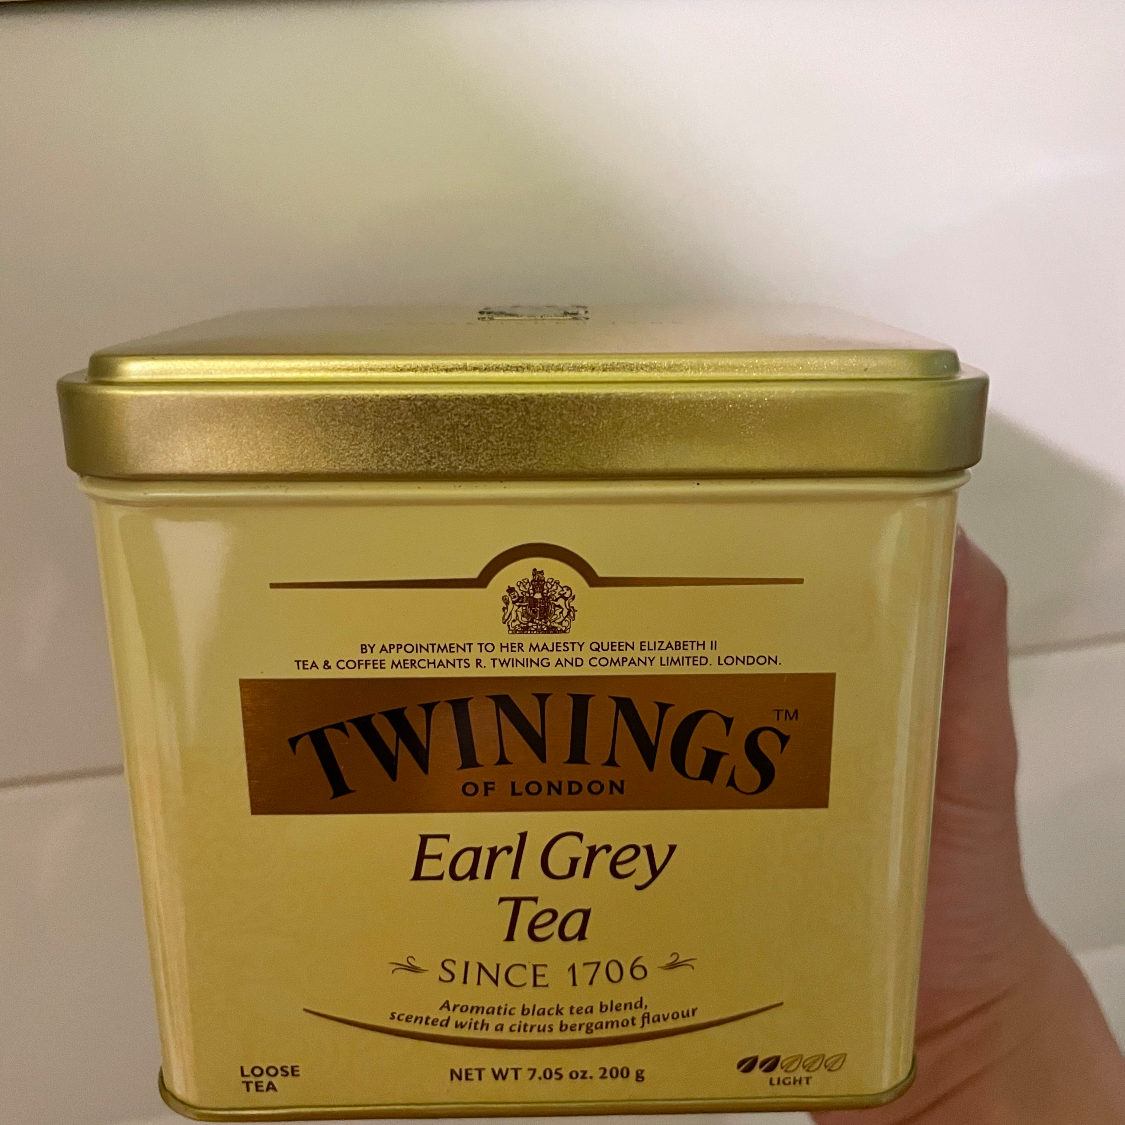 BY APPOINTMENT TO HER MAJESTY QUEEN ELIZABETH II
TEA & COFFEE MERCHANTS R. TWINING AND COMPANY LIMITED. LONDON.
TWININGS™
OF LONDON
Earl Grey
Tea
SINCE 1706
Aromatic black tea blend,
scented with a citrus bergamot flavour
LOOSE
TEA
NET WT 7.05 oz. 200 g
LIGHT